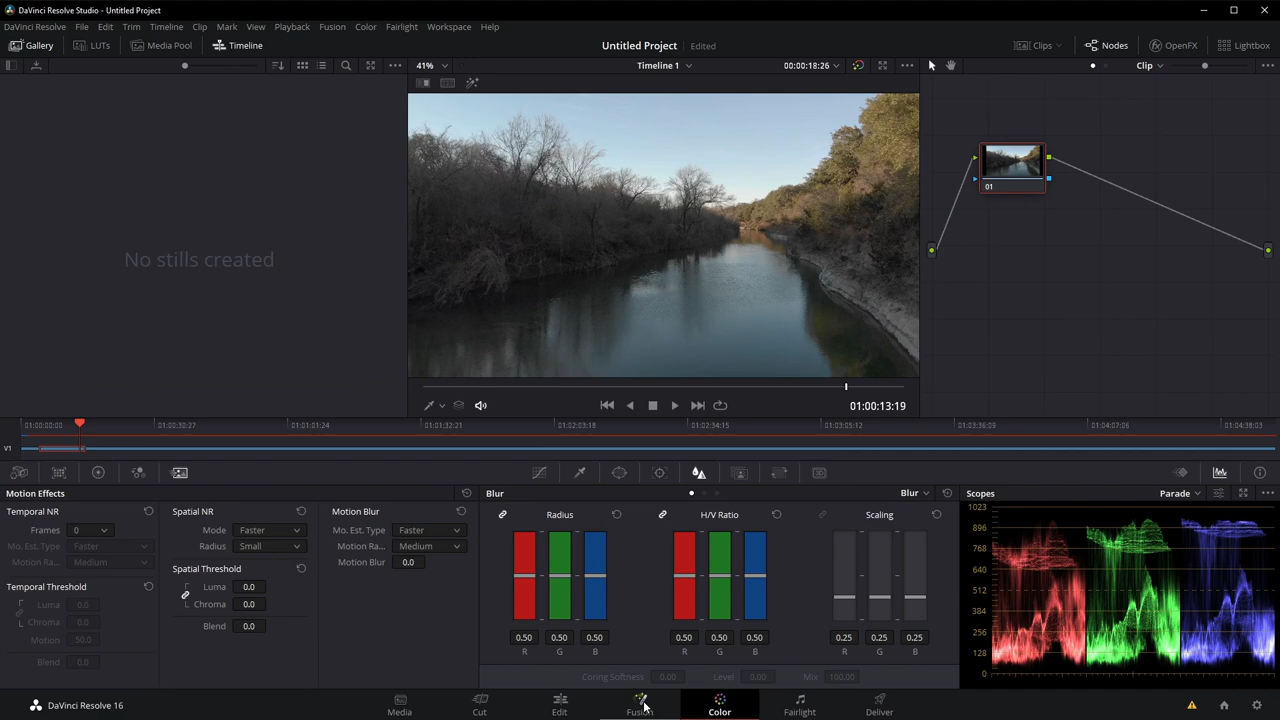 DaVinci Resolve Studio - Untitled Project
DaVinci Resolve File Edit Trim Timeline Clip Mark View Playback Fusion Color Fairlight Workspace Help
Gallery LUTs Media Pool Timeline Untitled Project Edited Clips Nodes OpenFX Lightbox
41% Timeline 1 00:00:18:26 Clip
No stills created
01
01:00:13:19
01:00:00:00 01:00:30:27 01:01:01:24 01:01:32:21 01:02:03:18 01:02:34:15 01:03:05:12 01:03:36:09 01:04:07:06 01:04:38:03
V1
Motion Effects Blur Blur Scopes Parade
Temporal NR Spatial NR Motion Blur Radius H/V Ratio Scaling
Frames 0 Mode Faster Mo. Est. Type Faster
Mo. Est. Type Faster Radius Small Motion Ra... Medium
Motion Ra... Medium Motion Blur 0.0
Spatial Threshold
Temporal Threshold Luma 0.0
Luma 0.0 Chroma 0.0
Chroma 0.0 Blend 0.0
Motion 50.0
Blend 0.0
0.50 0.50 0.50 0.50 0.50 0.50 0.25 0.25 0.25
R G B R G B R G B
Coring Softness 0.00 Level 0.00 Mix 100.00
1023
896
768
640
512
384
256
128
0
DaVinci Resolve 16 Media Cut Edit Fusion Color Fairlight Deliver